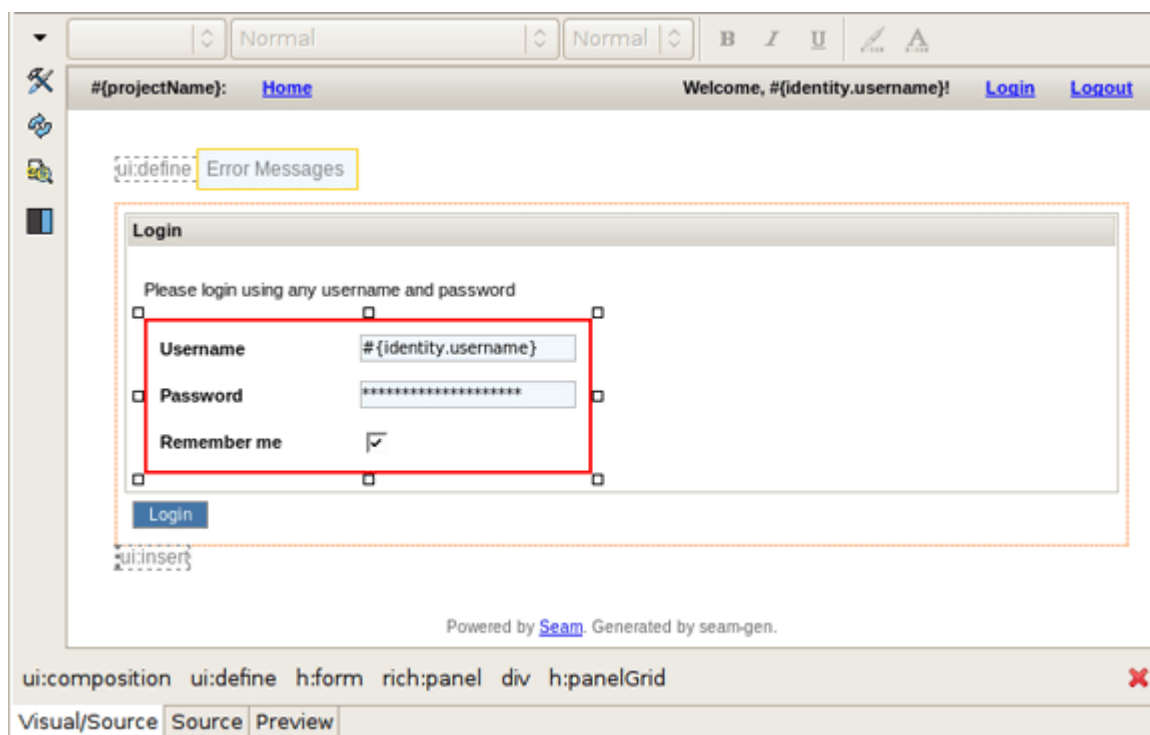 Normal Normal B I U A
#{projectName}: Home Welcome, #{identity.username}! Login Logout
ui:define Error Messages
Login
Please login using any username and password
Username #{identity.username}
Password ********************
Remember me
Login
ui:insert
Powered by Seam. Generated by seam-gen.
ui:composition ui:define h:form rich:panel div h:panelGrid
Visual/Source Source Preview